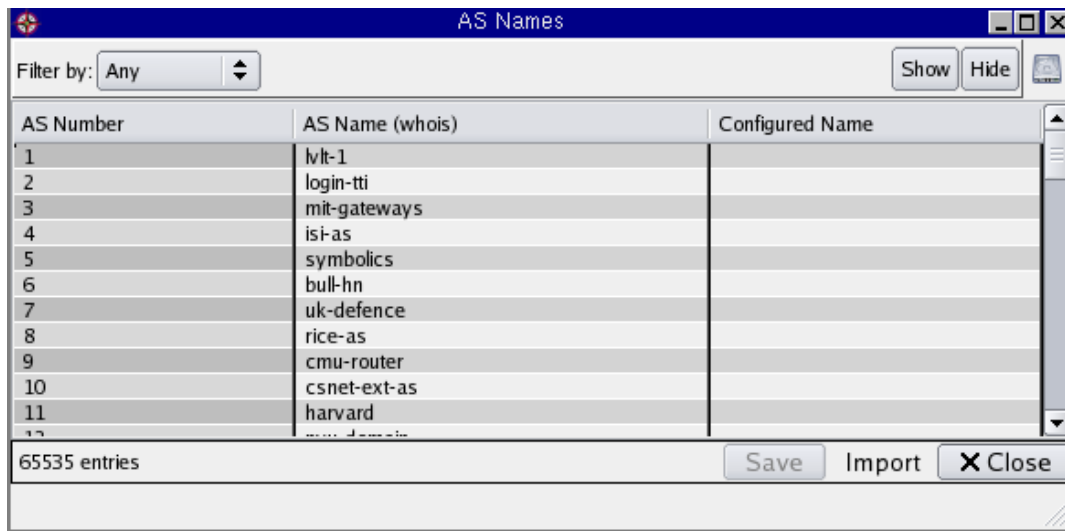 AS Names
Filter by: Any Show Hide
AS Number AS Name (whois) Configured Name
1 lvlt-1
2 login-tti
3 mit-gateways
4 isi-as
5 symbolics
6 bull-hn
7 uk-defence
8 rice-as
9 cmu-router
10 csnet-ext-as
11 harvard
65535 entries Save Import Close